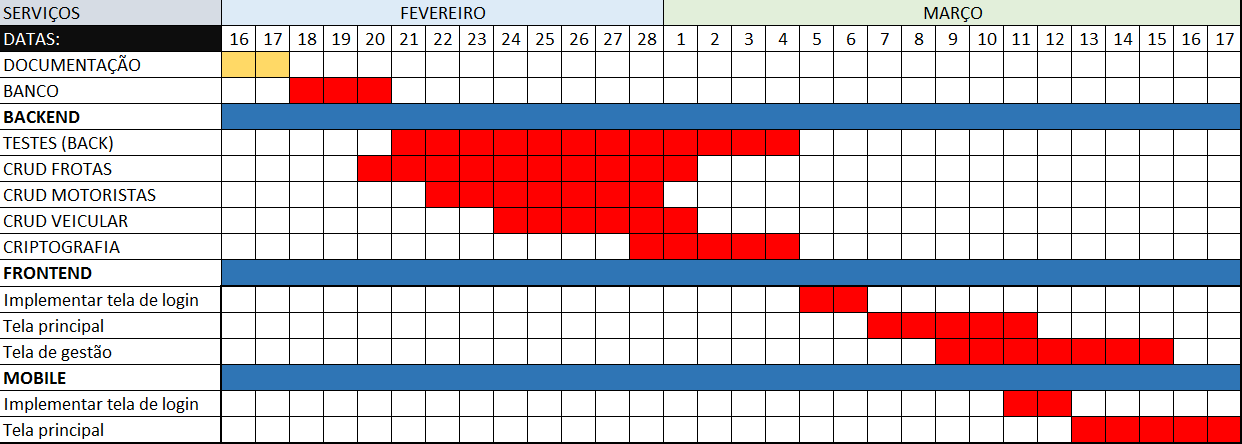 SERVIÇOS FEVEREIRO MARÇO
DATAS: 16 17 18 19 20 21 22 23 24 25 26 27 28 1 2 3 4 5 6 7 8 9 10 11 12 13 14 15 16 17
DOCUMENTAÇÃO
BANCO
BACKEND
TESTES (BACK)
CRUD FROTAS
CRUD MOTORISTAS
CRUD VEICULAR
CRIPTOGRAFIA
FRONTEND
Implementar tela de login
Tela principal
Tela de gestão
MOBILE
Implementar tela de login
Tela principal